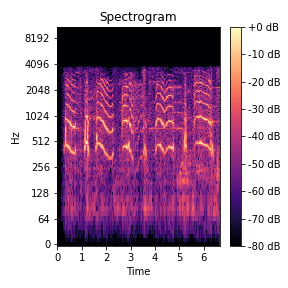 Spectrogram
8192
4096
2048
1024
512
256
128
64
0
Hz
0 1 2 3 4 5 6
Time
+0 dB
-10 dB
-20 dB
-30 dB
-40 dB
-50 dB
-60 dB
-70 dB
-80 dB